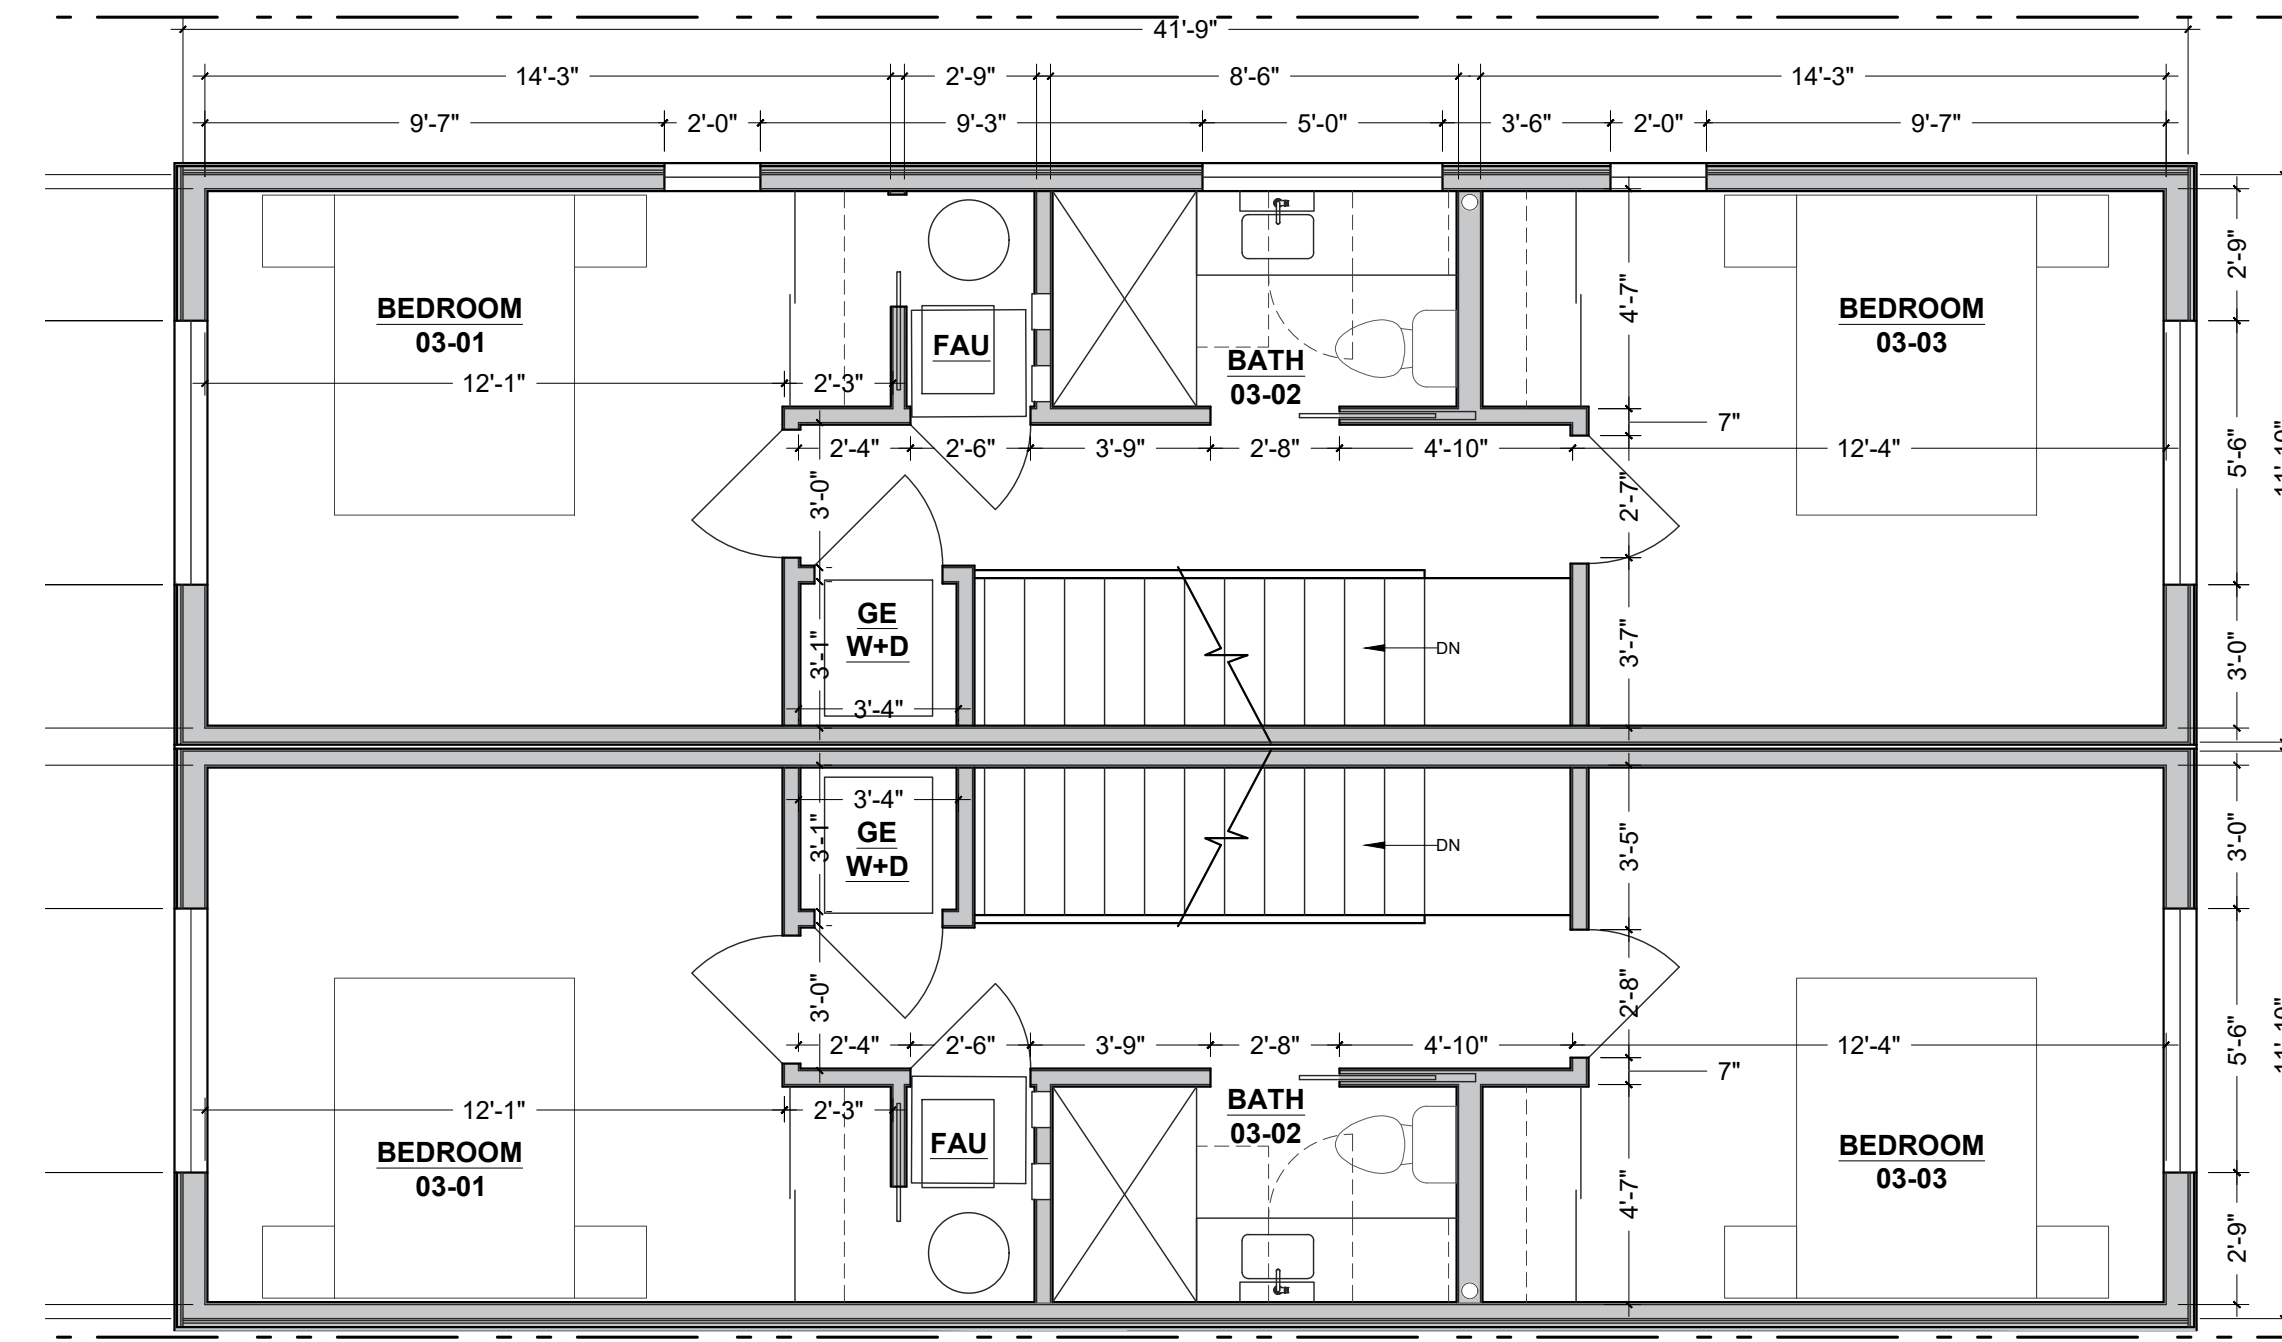 41'-9"
14'-3" 2'-9" 8'-6" 14'-3"
9'-7" 2'-0" 9'-3" 5'-0" 3'-6" 2'-0" 9'-7"
2'-9"
4'-7"
BEDROOM
03-01
BEDROOM
03-03
FAU
BATH
03-02
12'-1" 2'-3"
7"
2'-4" 2'-6" 3'-9" 2'-8" 4'-10" 12'-4"
5'-6"
3'-0"
2'-7"
GE
W+D
3'-1"
DN
3'-7"
3'-0"
3'-4"
3'-4"
GE
W+D
3'-1"
DN
3'-5"
3'-0"
3'-0"
2'-8"
5'-6"
2'-4" 2'-6" 3'-9" 2'-8" 4'-10" 12'-4"
7"
12'-1" 2'-3"
BATH
03-02
FAU
BEDROOM
03-01
BEDROOM
03-03
4'-7"
2'-9"